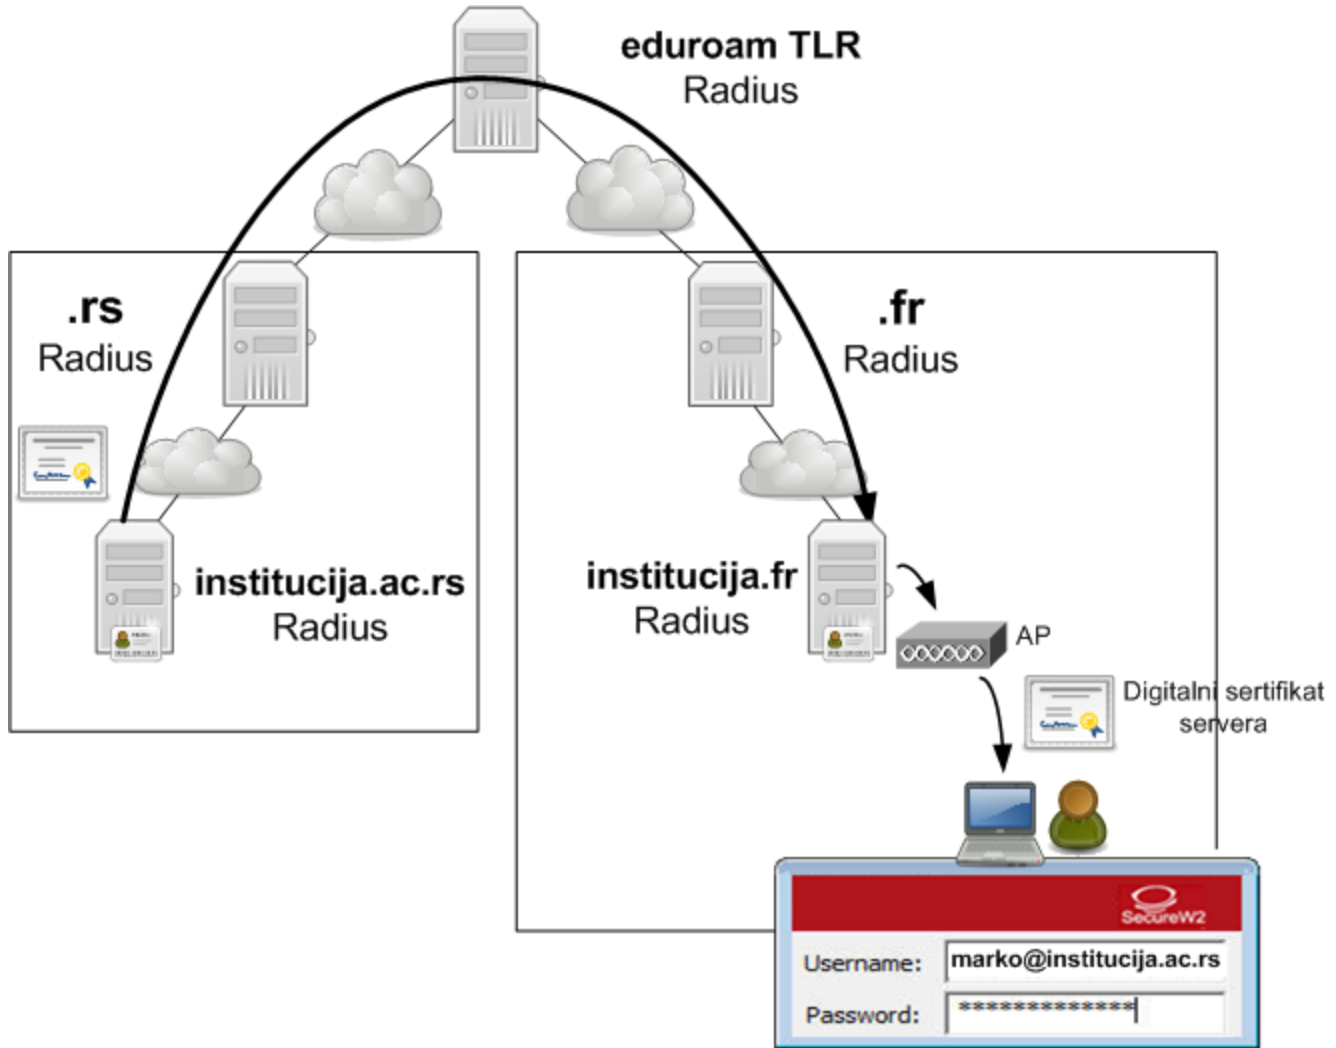 eduroam TLR
Radius
.rs
Radius
.fr
Radius
institucija.ac.rs
Radius
institucija.fr
Radius
AP
Digitalni sertifikat
servera
SecureW2
Username: marko@institucija.ac.rs
Password: *************